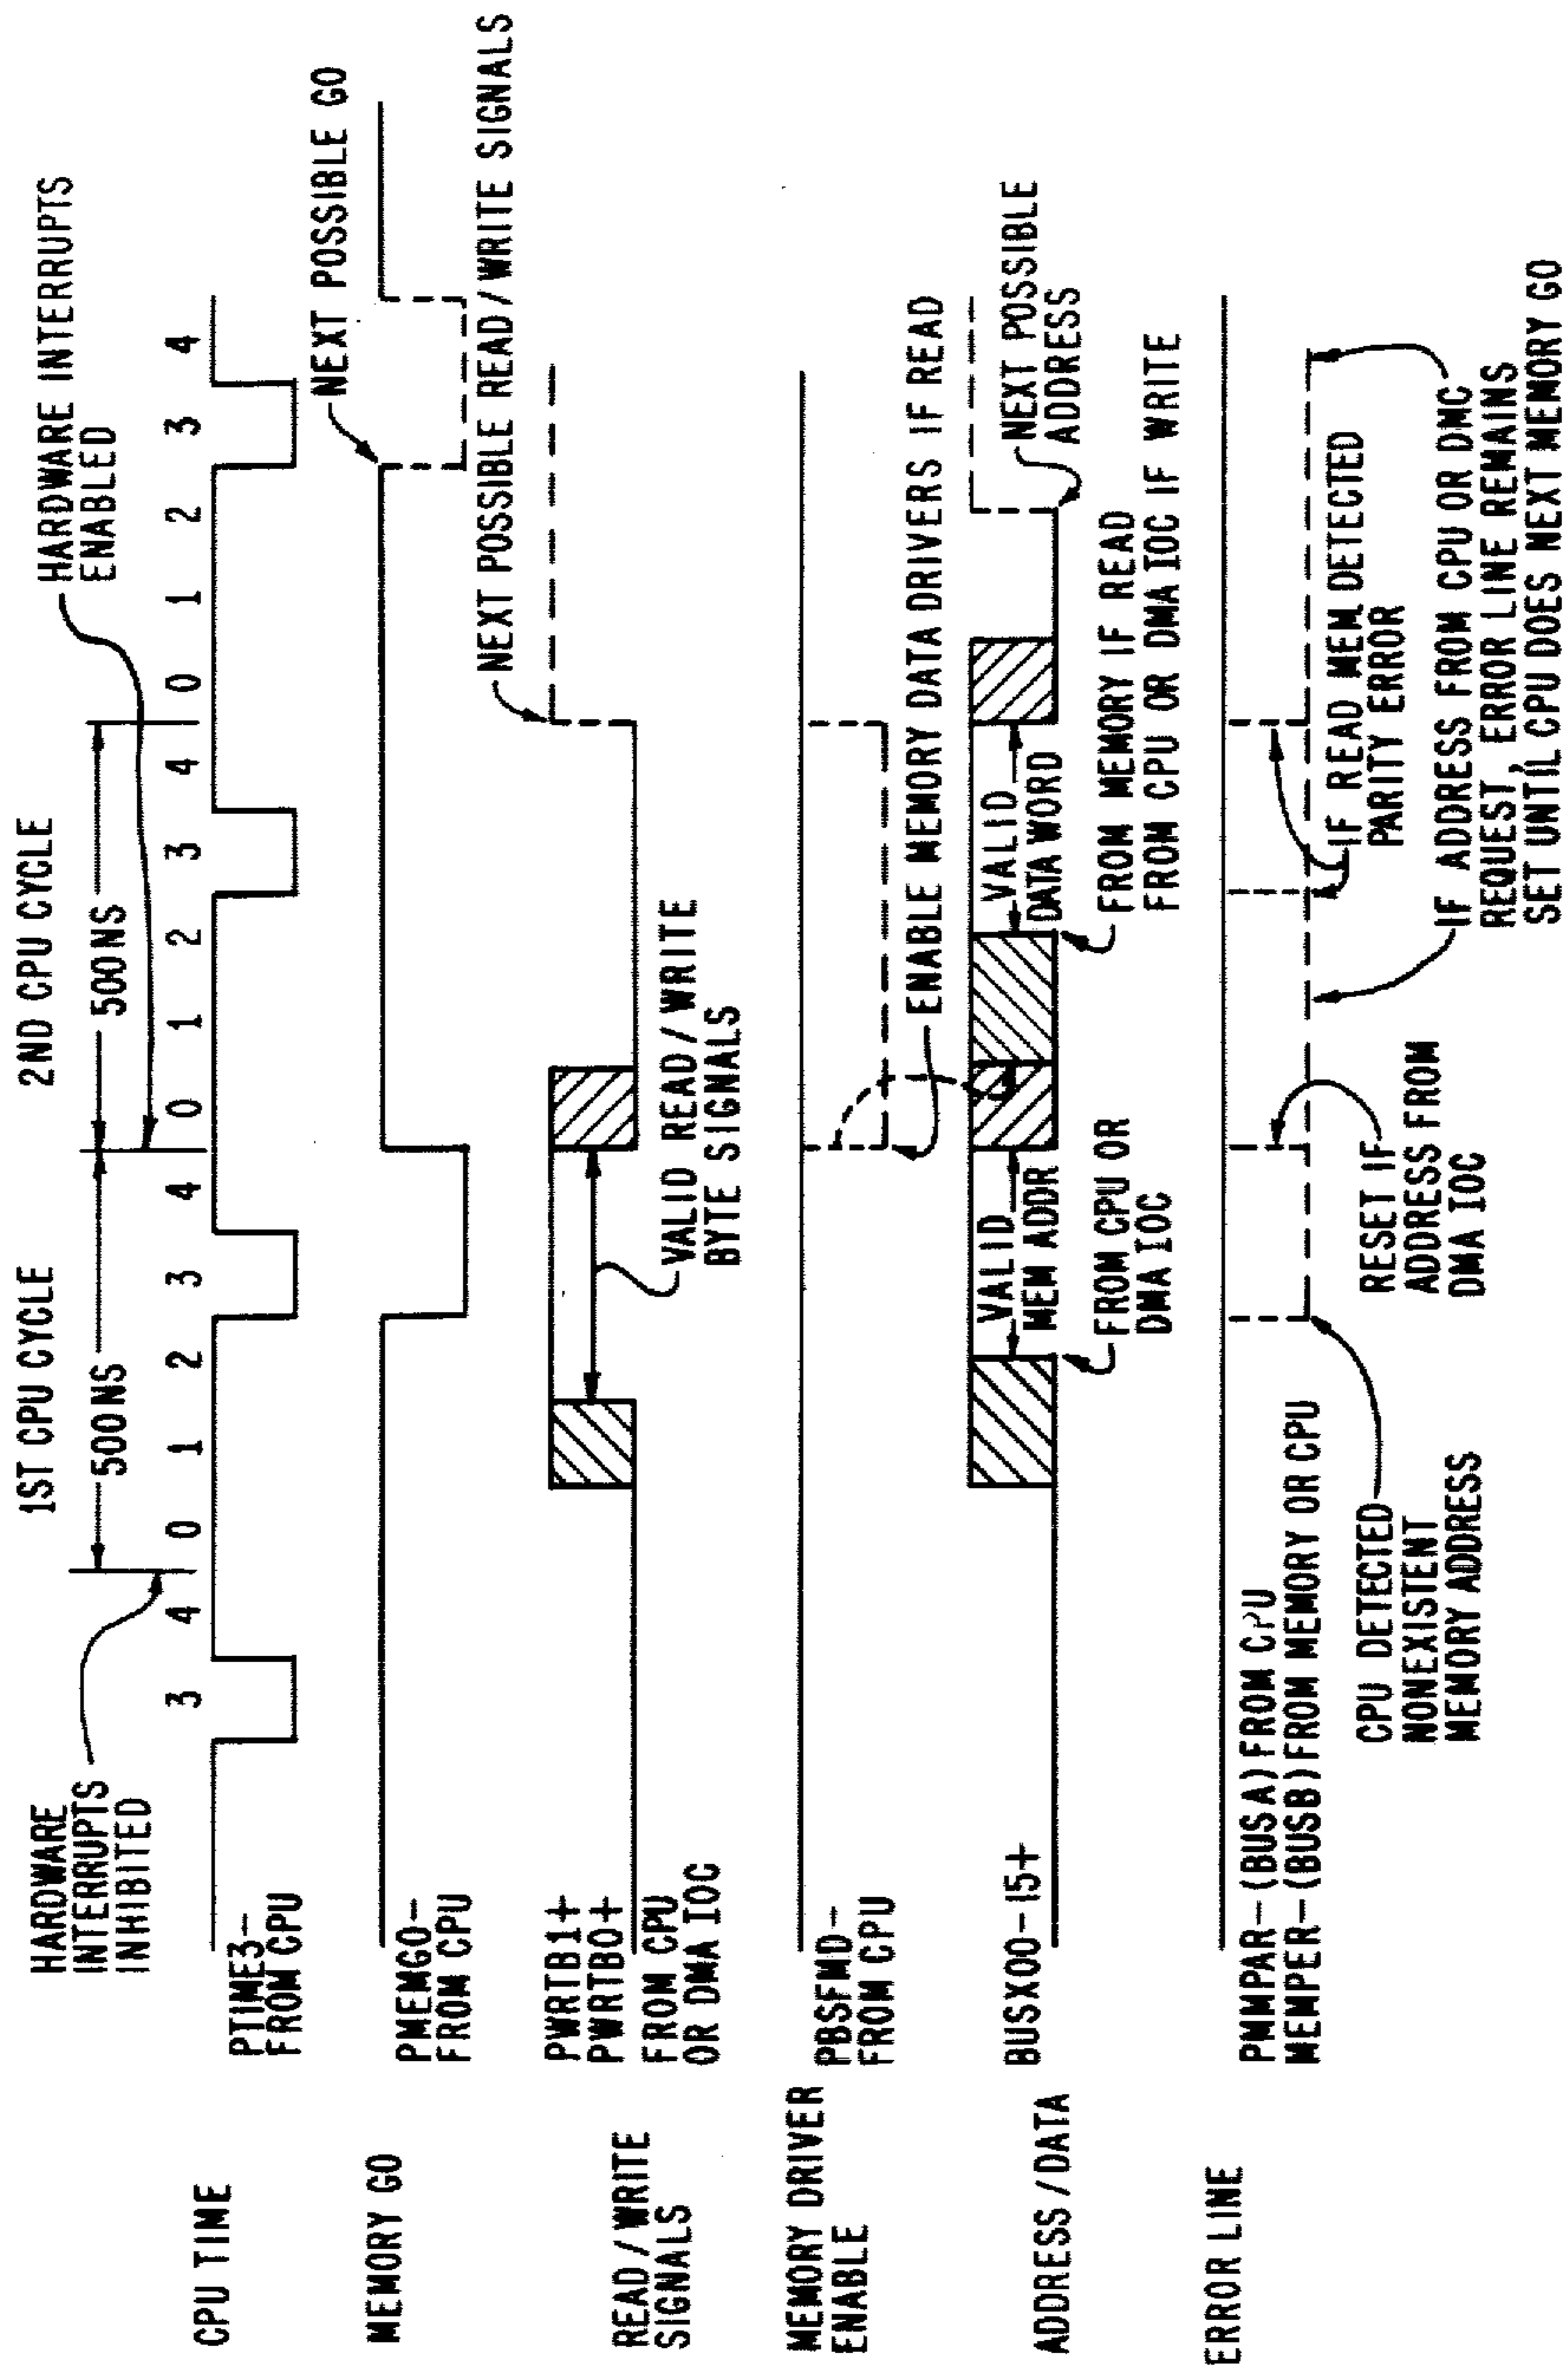 1ST CPU CYCLE
2ND CPU CYCLE
500NS
500NS
HARDWARE
INTERRUPTS
INHIBITED
HARDWARE INTERRUPTS
ENABLED
3 4 0 1 2 3 4 0 1 2 3 4 0 1 2 3 4
CPU TIME
PTIME3-
FROM CPU
NEXT POSSIBLE GO
MEMORY GO
PMEMGO-
FROM CPU
NEXT POSSIBLE READ/WRITE SIGNALS
READ/WRITE
SIGNALS
PWRTB1+
PWRTB0+
FROM CPU
OR DMA IOC
VALID READ/WRITE
BYTE SIGNALS
MEMORY DRIVER
ENABLE
PBSFMD-
FROM CPU
ENABLE MEMORY DATA DRIVERS IF READ
ADDRESS/DATA
BUSX00-15+
VALID
MEM ADDR
VALID
DATA WORD
NEXT POSSIBLE
ADDRESS
FROM CPU OR
DMA IOC
FROM MEMORY IF READ
FROM CPU OR DMA IOC IF WRITE
ERROR LINE
PMMPAR-(BUSA) FROM CPU
MEMPER-(BUSB) FROM MEMORY OR CPU
CPU DETECTED
NONEXISTENT
MEMORY ADDRESS
RESET IF
ADDRESS FROM
DMA IOC
IF READ MEM DETECTED
PARITY ERROR
IF ADDRESS FROM CPU OR DMC
REQUEST, ERROR LINE REMAINS
SET UNTIL CPU DOES NEXT MEMORY GO